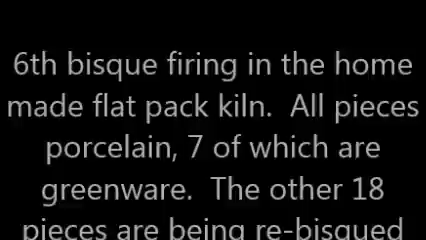 6th bisque firing in the home
made flat pack kiln.  All pieces
porcelain, 7 of which are
greenware.  The other 18
pieces are being re-bisqued